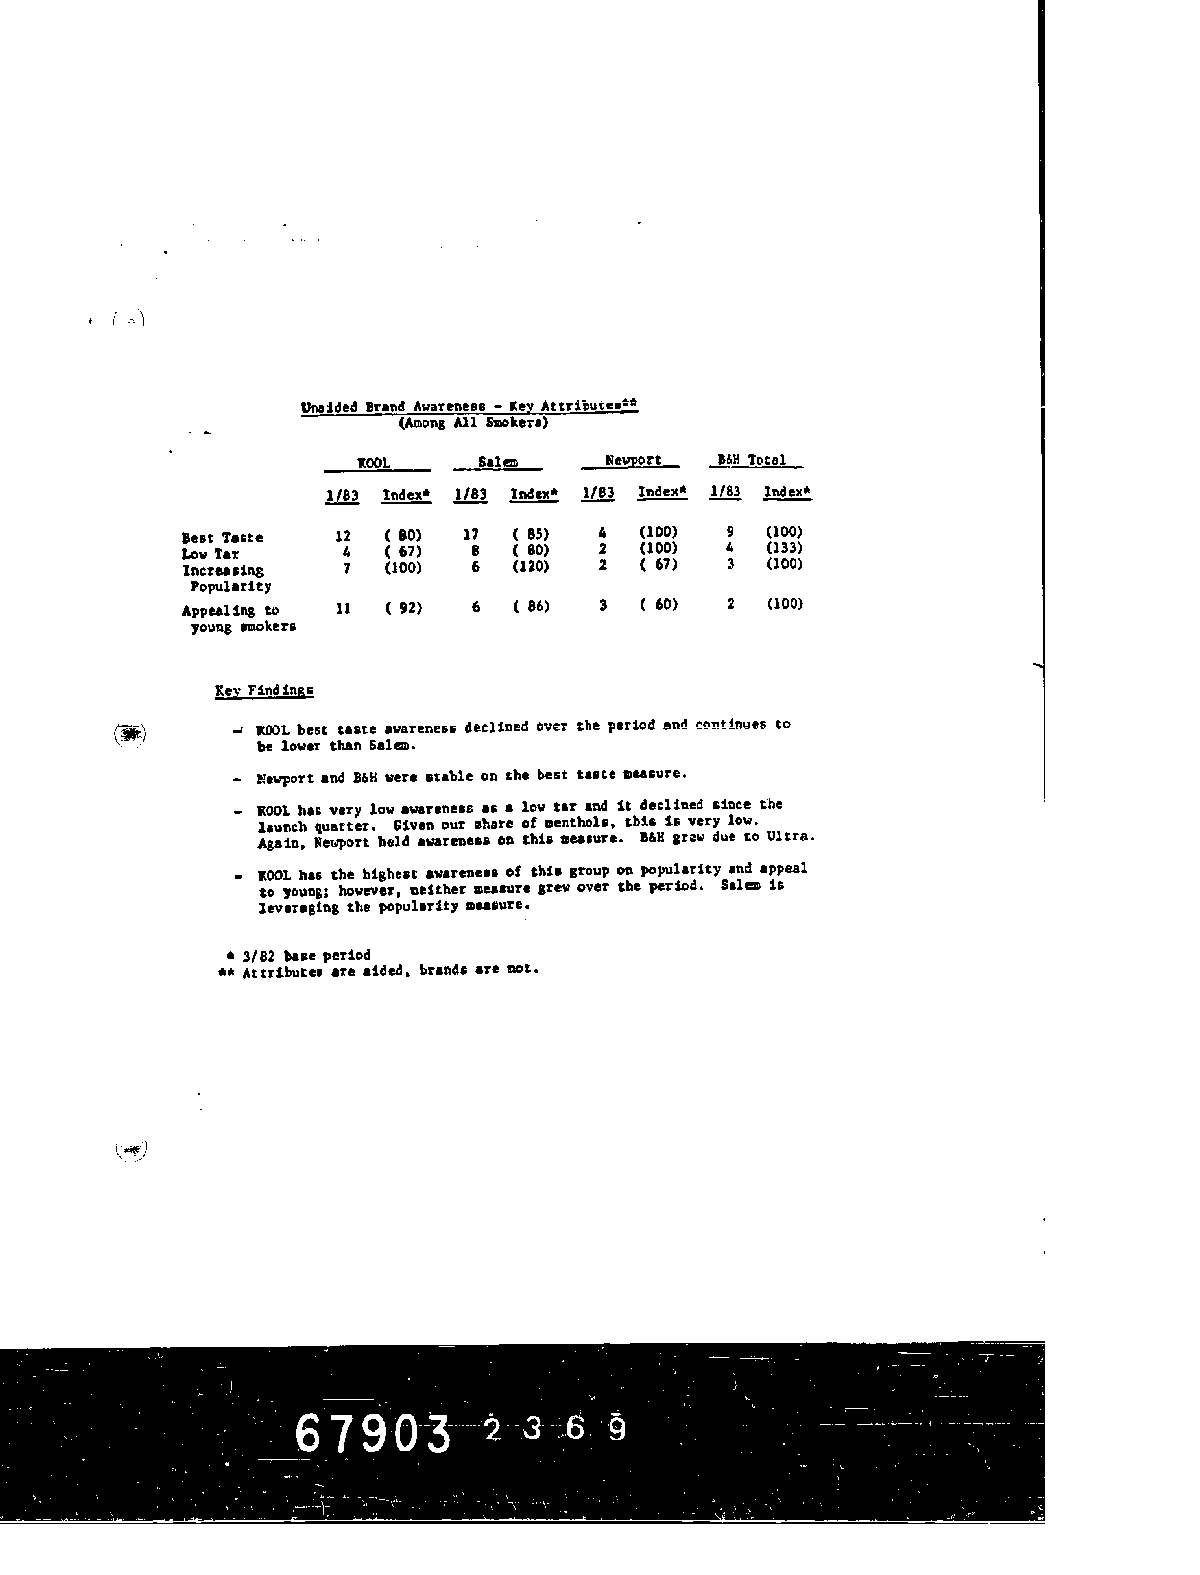 Unaided Brand Awareness - Key Attributes**
(Among All Smokers)
KOOL Salem Newport B&H Total
1/83 Index* 1/83 Index* 1/83 Index* 1/83 Index*
Best Taste 12 ( 80) 17 ( 85) 4 (100) 9 (100)
Low Tar 4 ( 67) 8 ( 80) 2 (100) 4 (133)
Increasing 7 (100) 6 (120) 2 ( 67) 3 (100)
Popularity
Appealing to 11 ( 92) 6 ( 86) 3 ( 60) 2 (100)
young smokers
Key Findings
- KOOL best taste awareness declined over the period and continues to
be lower than Salem.
- Newport and B&H were stable on the best taste measure.
- KOOL has very low awareness as a low tar and it declined since the
launch quarter. Given our share of menthols, this is very low.
Again, Newport held awareness on this measure. B&H grew due to Ultra.
- KOOL has the highest awareness of this group on popularity and appeal
to young; however, neither measure grew over the period. Salem is
leveraging the popularity measure.
* 3/82 base period
** Attributes are aided, brands are not.
67903 2369